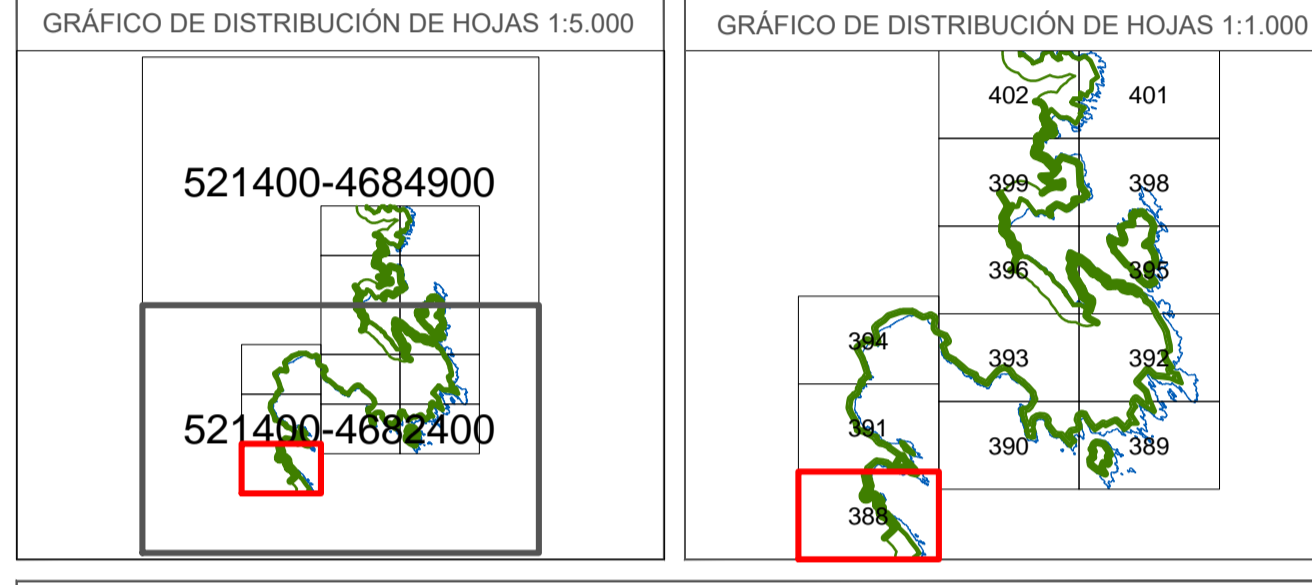 GRÁFICO DE DISTRIBUCIÓN DE HOJAS 1:5.000
521400-4684900
521400-4682400
GRÁFICO DE DISTRIBUCIÓN DE HOJAS 1:1.000
402 401
399 398
396 395
394 393 392
391 390 389
388